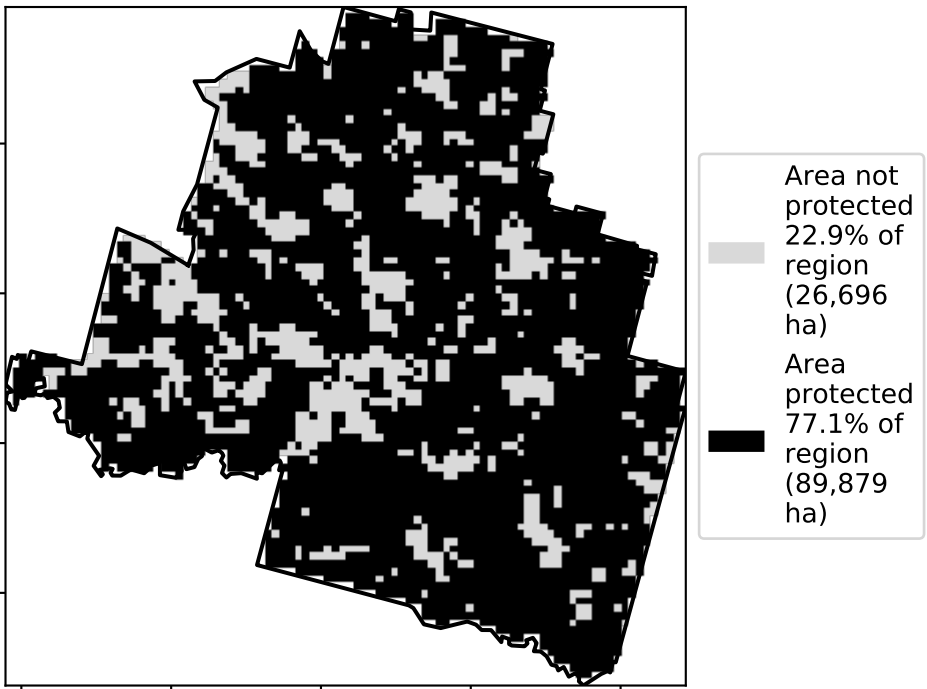 Area not
protected
22.9% of
region
(26,696
ha)
Area
protected
77.1% of
region
(89,879
ha)